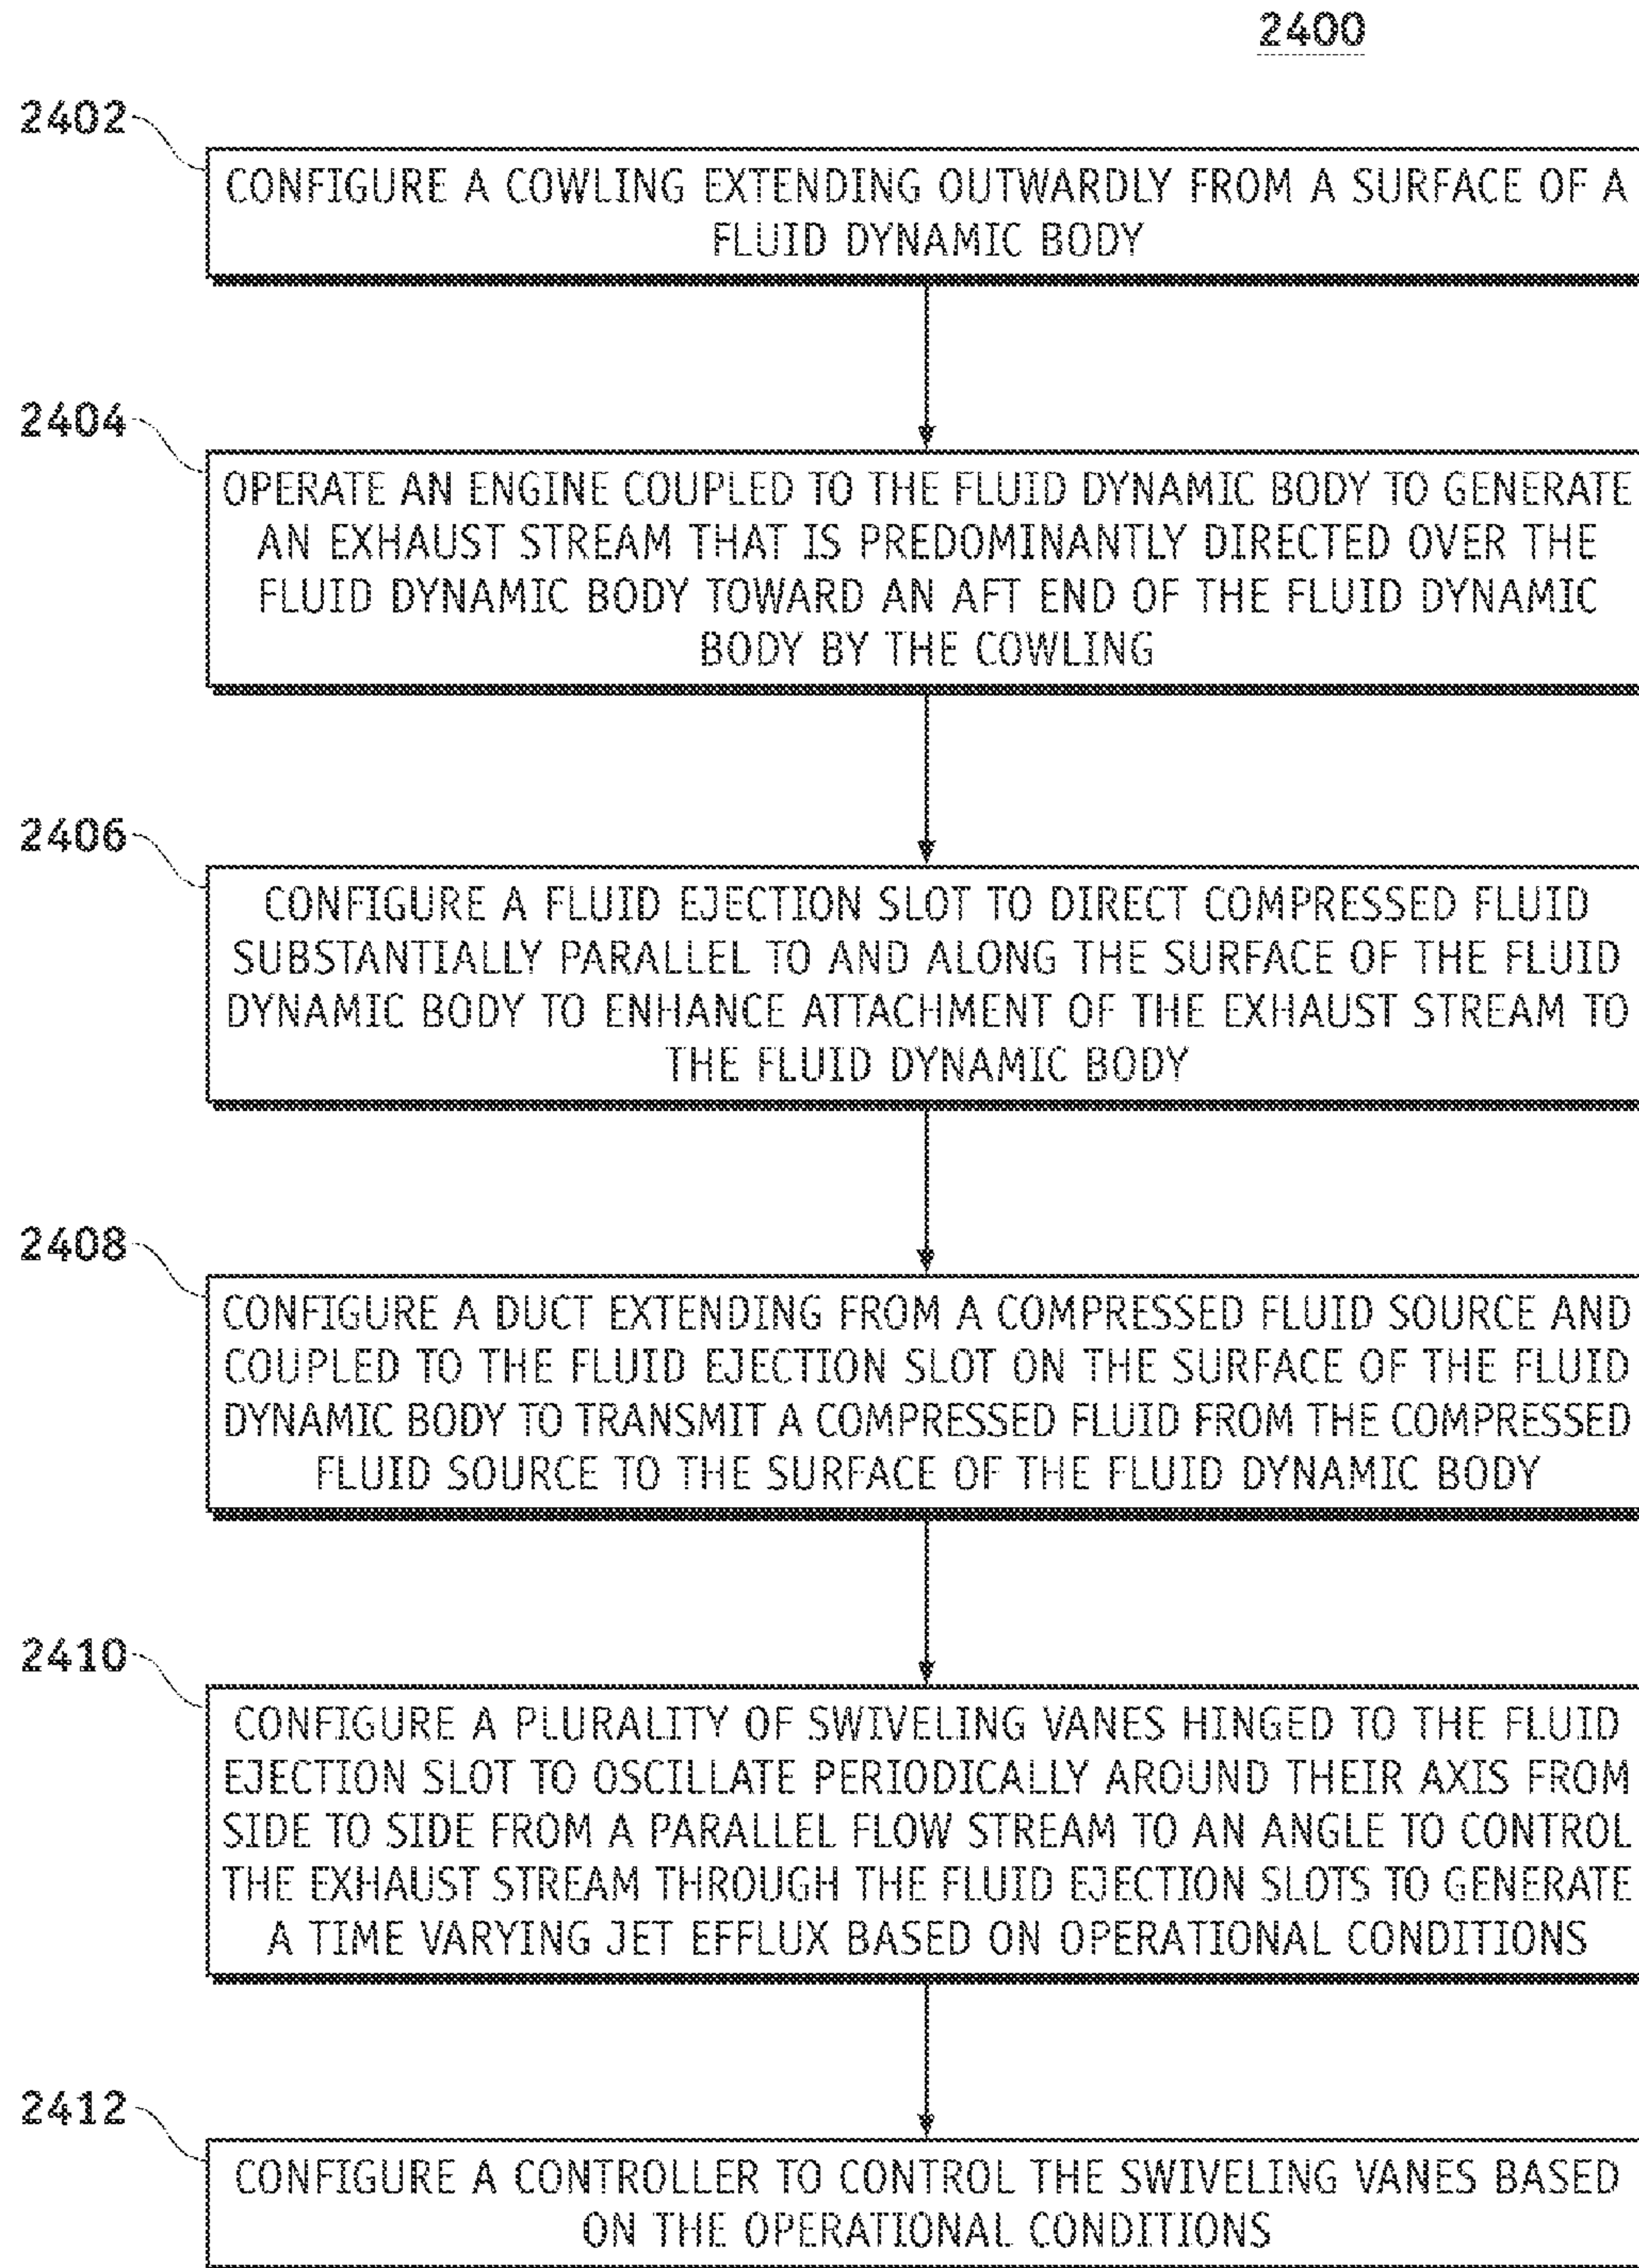 2400
2402
CONFIGURE A COWLING EXTENDING OUTWARDLY FROM A SURFACE OF A
FLUID DYNAMIC BODY
2404
OPERATE AN ENGINE COUPLED TO THE FLUID DYNAMIC BODY TO GENERATE
AN EXHAUST STREAM THAT IS PREDOMINANTLY DIRECTED OVER THE
FLUID DYNAMIC BODY TOWARD AN AFT END OF THE FLUID DYNAMIC
BODY BY THE COWLING
2406
CONFIGURE A FLUID EJECTION SLOT TO DIRECT COMPRESSED FLUID
SUBSTANTIALLY PARALLEL TO AND ALONG THE SURFACE OF THE FLUID
DYNAMIC BODY TO ENHANCE ATTACHMENT OF THE EXHAUST STREAM TO
THE FLUID DYNAMIC BODY
2408
CONFIGURE A DUCT EXTENDING FROM A COMPRESSED FLUID SOURCE AND
COUPLED TO THE FLUID EJECTION SLOT ON THE SURFACE OF THE FLUID
DYNAMIC BODY TO TRANSMIT A COMPRESSED FLUID FROM THE COMPRESSED
FLUID SOURCE TO THE SURFACE OF THE FLUID DYNAMIC BODY
2410
CONFIGURE A PLURALITY OF SWIVELING VANES HINGED TO THE FLUID
EJECTION SLOT TO OSCILLATE PERIODICALLY AROUND THEIR AXIS FROM
SIDE TO SIDE FROM A PARALLEL FLOW STREAM TO AN ANGLE TO CONTROL
THE EXHAUST STREAM THROUGH THE FLUID EJECTION SLOTS TO GENERATE
A TIME VARYING JET EFFLUX BASED ON OPERATIONAL CONDITIONS
2412
CONFIGURE A CONTROLLER TO CONTROL THE SWIVELING VANES BASED
ON THE OPERATIONAL CONDITIONS